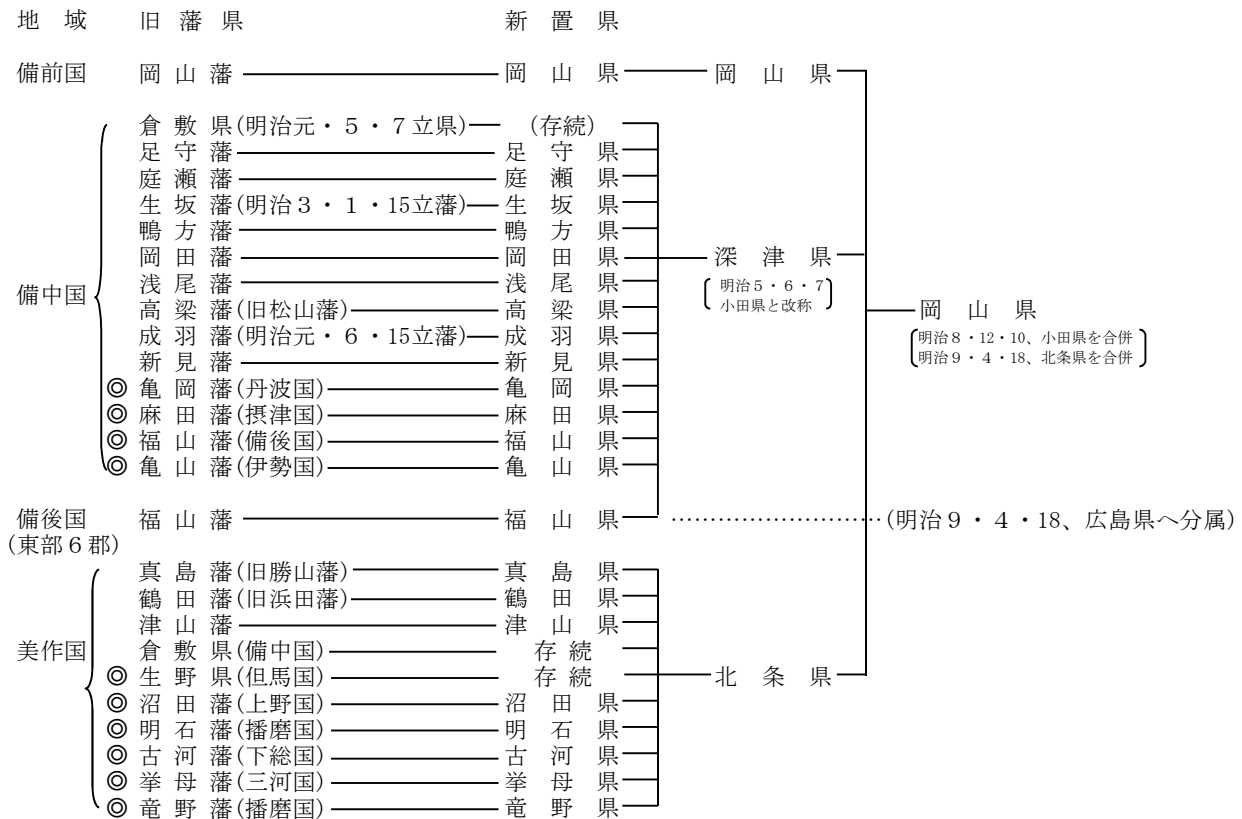 地　域　旧　藩　県　新　置　県
備前国　岡　山　藩　岡　山　県　岡　山　県
倉　敷　県(明治元・５・７立県)　(存続)
足　守　藩　足　守　県
庭　瀬　藩　庭　瀬　県
生　坂　藩(明治３・１・15立藩)　生　坂　県
鴨　方　藩　鴨　方　県
岡　田　藩　岡　田　県　深　津　県
浅　尾　藩　浅　尾　県　明治５・６・７
備中国　高　梁　藩(旧松山藩)　高　梁　県　小田県と改称　岡　山　県
成　羽　藩(明治元・６・15立藩)　成　羽　県　明治８・12・10、小田県を合併
新　見　藩　新　見　県　明治９・４・18、北条県を合併
◎　亀　岡　藩(丹波国)　亀　岡　県
◎　麻　田　藩(摂津国)　麻　田　県
◎　福　山　藩(備後国)　福　山　県
◎　亀　山　藩(伊勢国)　亀　山　県
備後国　福　山　藩　福　山　県　……………………(明治９・４・18、広島県へ分属)
(東部６郡)
真　島　藩(旧勝山藩)　真　島　県
鶴　田　藩(旧浜田藩)　鶴　田　県
津　山　藩　津　山　県
美作国　倉　敷　県(備中国)　存　続
◎　生　野　県(但馬国)　存　続　北　条　県
◎　沼　田　藩(上野国)　沼　田　県
◎　明　石　藩(播磨国)　明　石　県
◎　古　河　藩(下総国)　古　河　県
◎　挙　母　藩(三河国)　挙　母　県
◎　竜　野　藩(播磨国)　竜　野　県